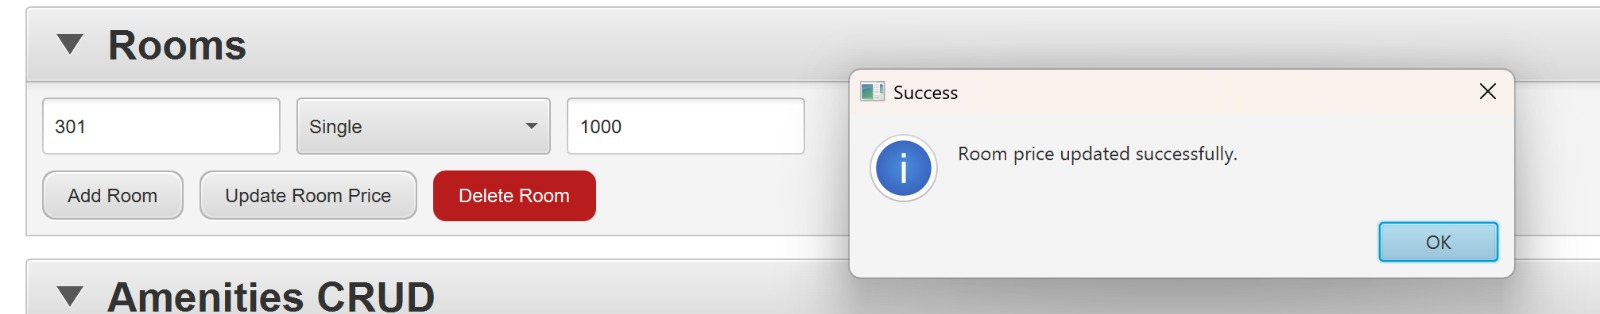 Rooms
301
Single
1000
Add Room
Update Room Price
Delete Room
Success
Room price updated successfully.
OK
Amenities CRUD